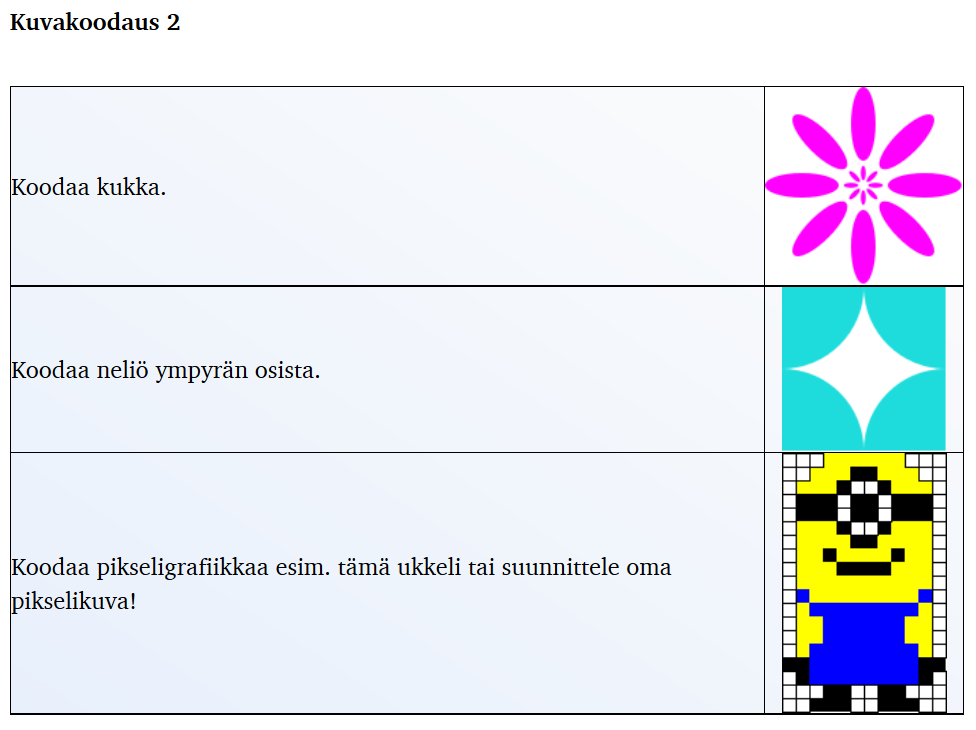 Kuvakoodaus 2
Koodaa kukka.
Koodaa neliö ympyrän osista.
Koodaa pikseligrafiikkaa esim. tämä ukkeli tai suunnittele oma
pikselikuva!